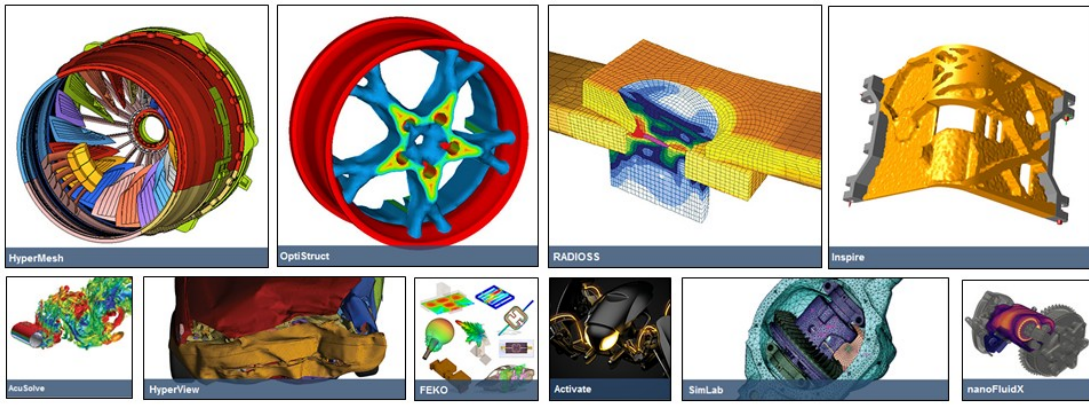 HyperMesh
OptiStruct
RADIOSS
Inspire
AcuSolve
HyperView
FEKO
Activate
SimLab
nanoFluidX